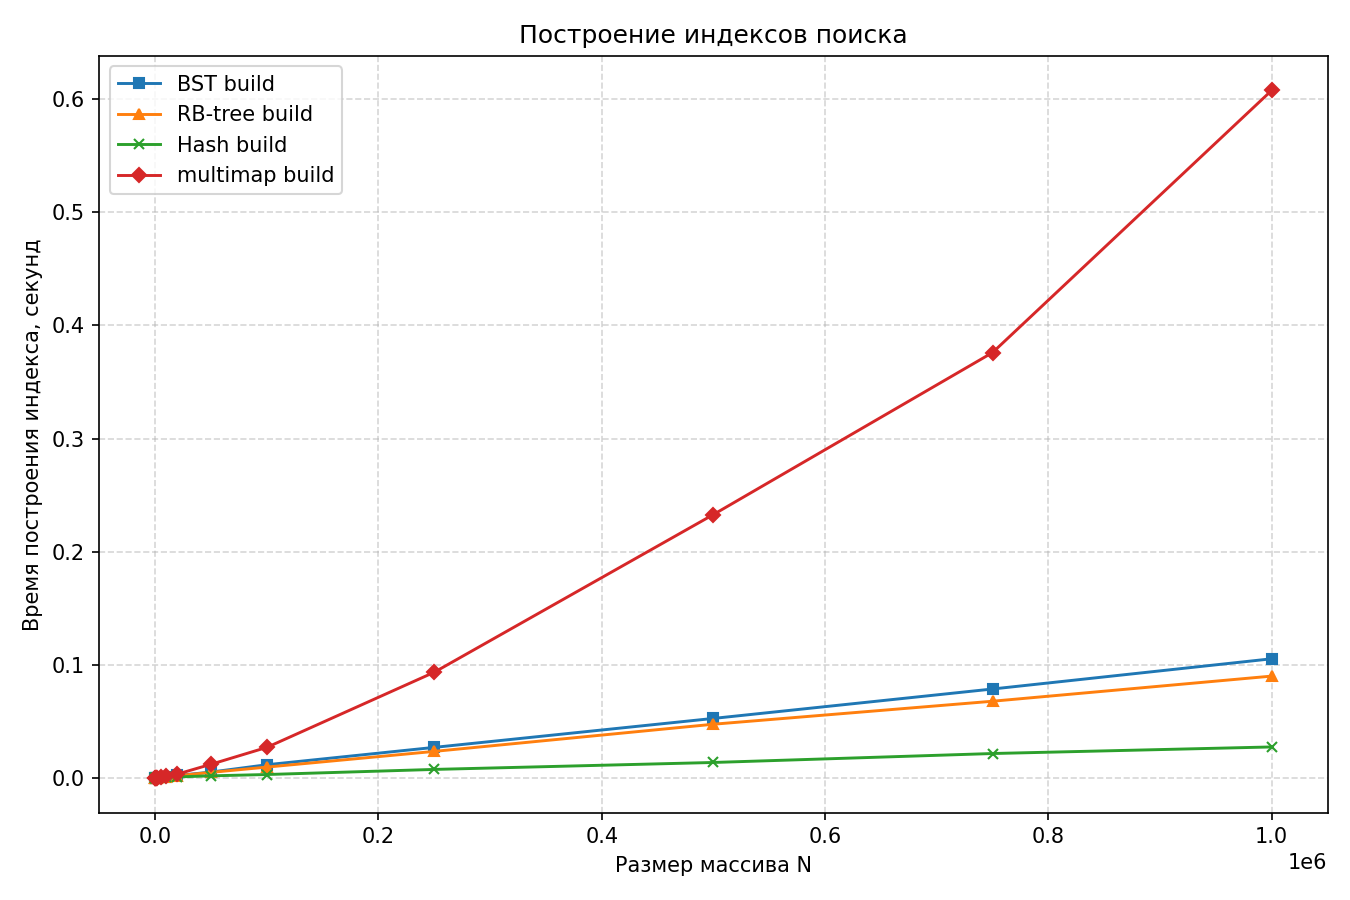 Построение индексов поиска
BST build
RB-tree build
Hash build
multimap build
Время построения индекса, секунд
0.6
0.5
0.4
0.3
0.2
0.1
0.0
0.0 0.2 0.4 0.6 0.8 1.0
1e6
Размер массива N